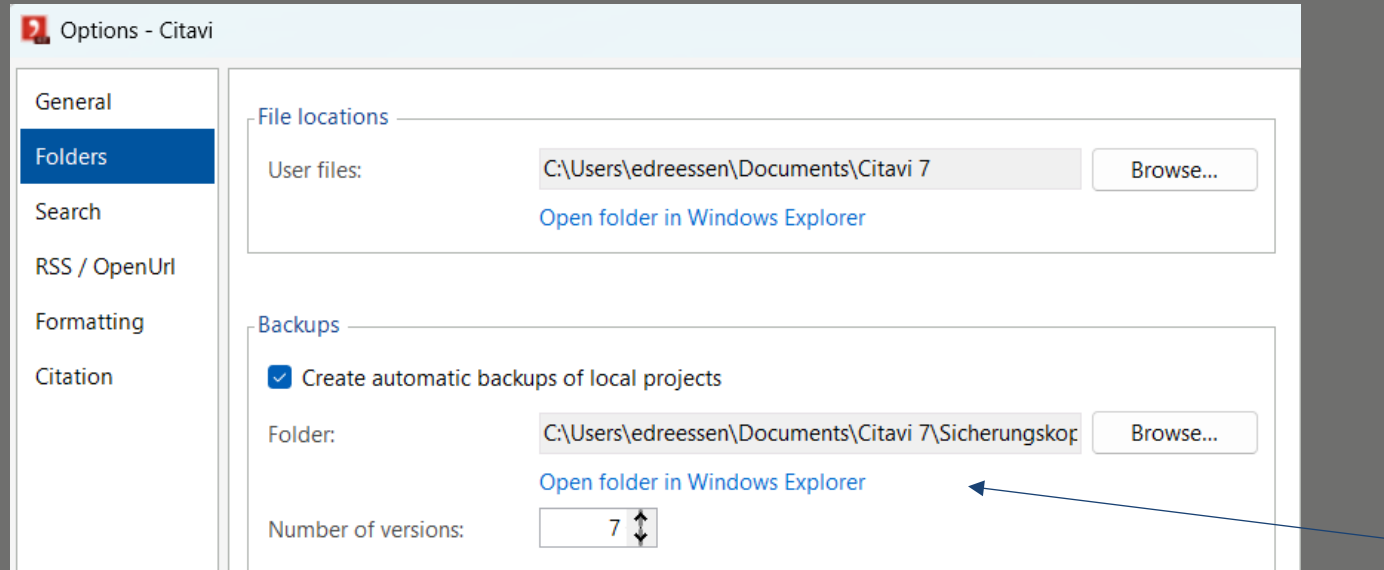 Options - Citavi
General
Folders
Search
RSS / OpenUrl
Formatting
Citation
File locations
User files: C:\Users\edreessen\Documents\Citavi 7 Browse...
Open folder in Windows Explorer
Backups
Create automatic backups of local projects
Folder: C:\Users\edreessen\Documents\Citavi 7\Sicherungskop Browse...
Open folder in Windows Explorer
Number of versions: 7